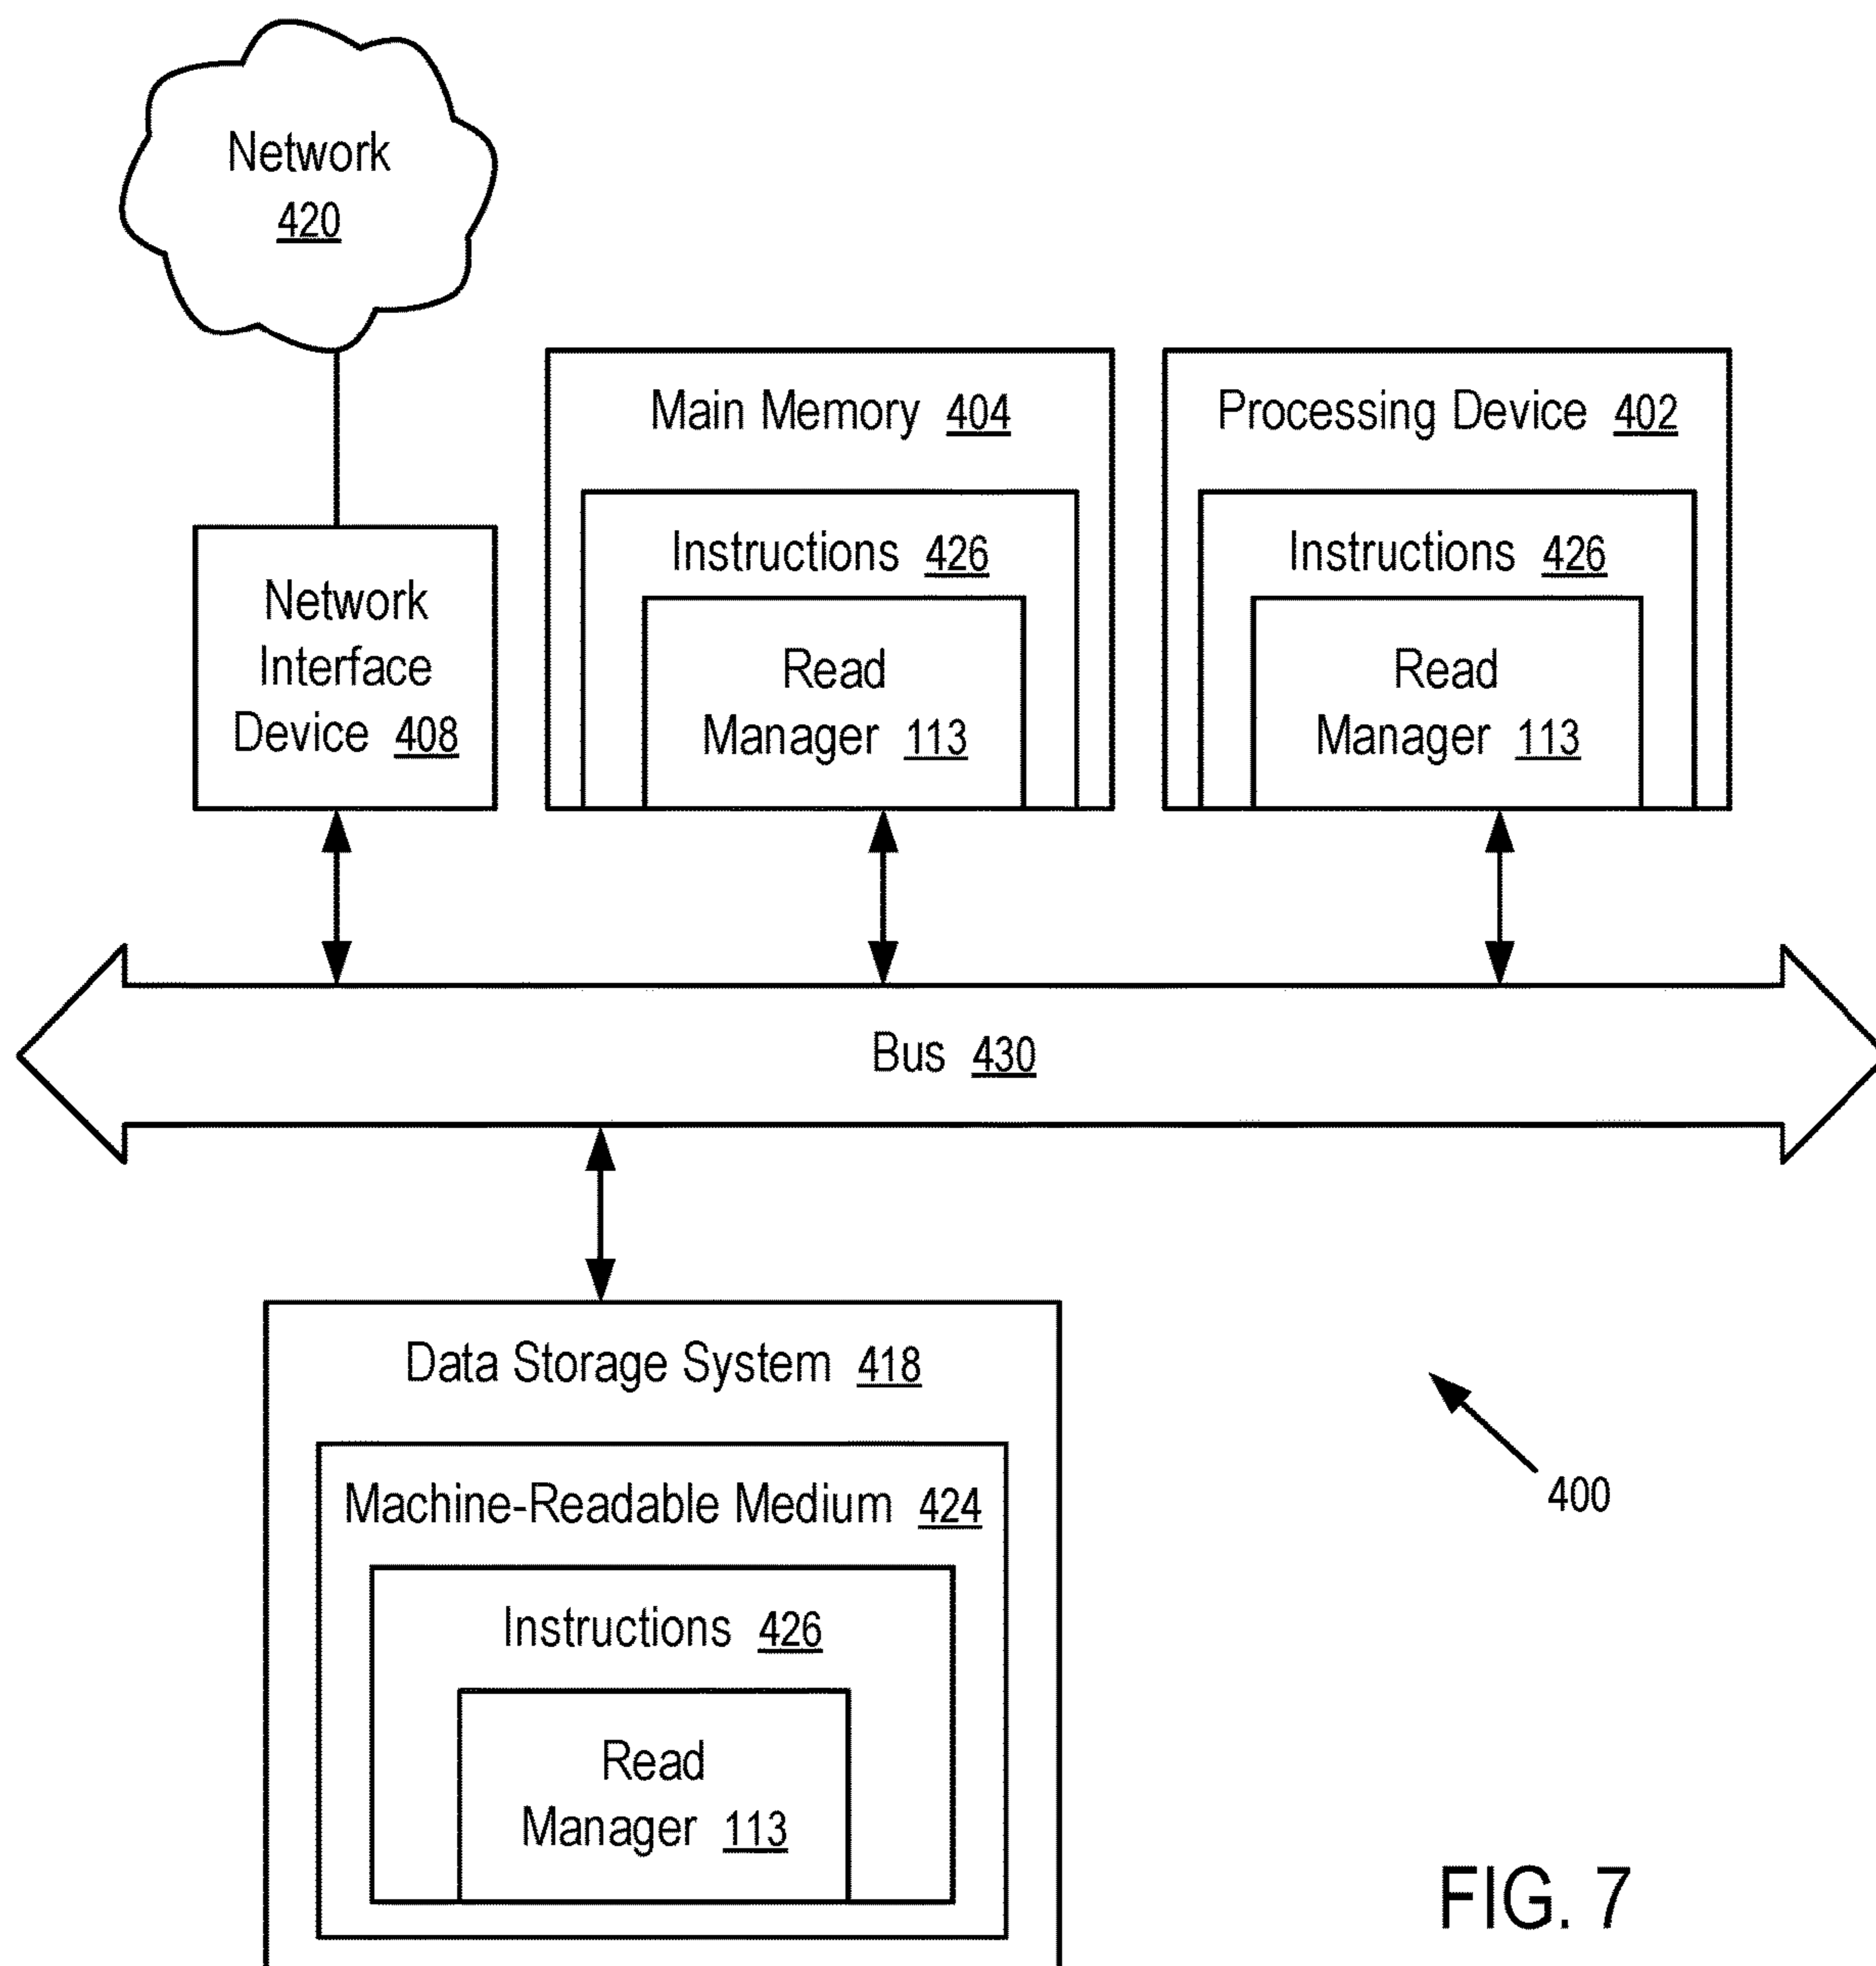 Network
420
Main Memory 404
Processing Device 402
Instructions 426
Instructions 426
Network
Interface
Device 408
Read
Manager 113
Read
Manager 113
Bus 430
Data Storage System 418
Machine-Readable Medium 424
Instructions 426
Read
Manager 113
400
FIG. 7